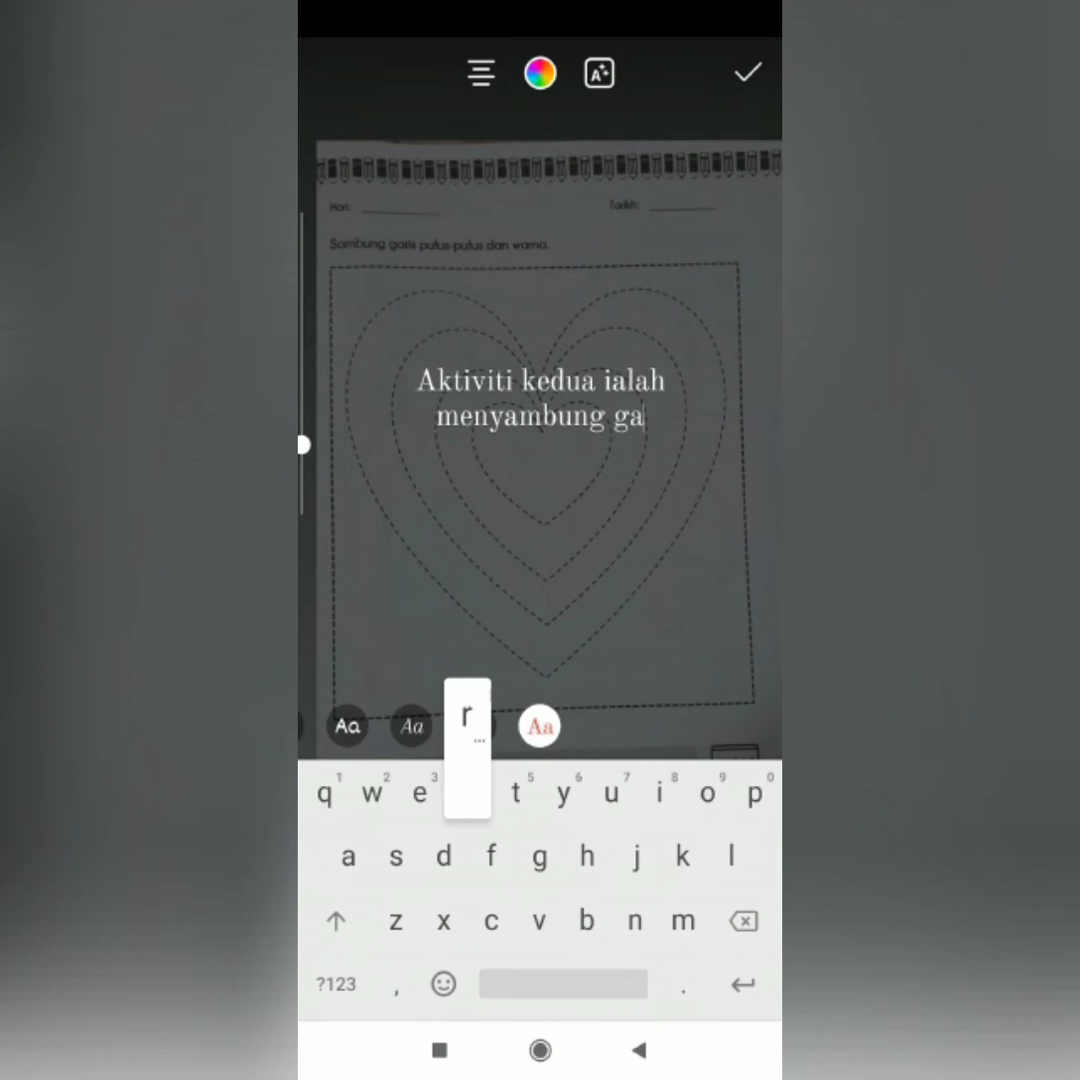 A
Hari:
Tarikh:
Sambung garis putus-putus dan warna.
Aktiviti kedua ialah
menyambung ga
Aa Aa Aa
r
...
1 2 3 5 6 7 8 9 0
q w e t y u i o p
a s d f g h j k l
z x c v b n m
?123 , .